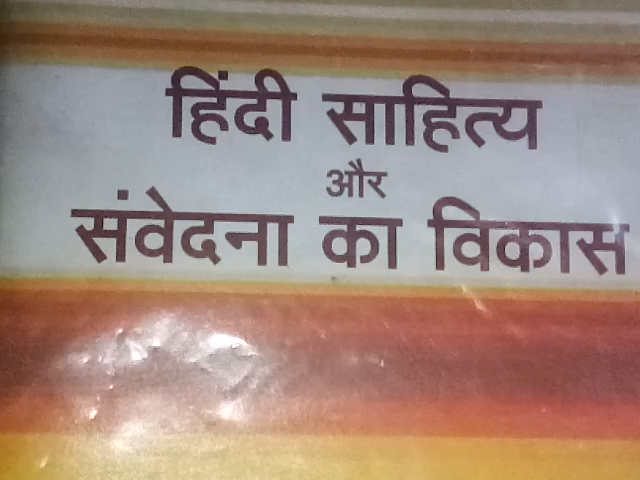 हिंदी साहित्य
और
संवेदना का विकास